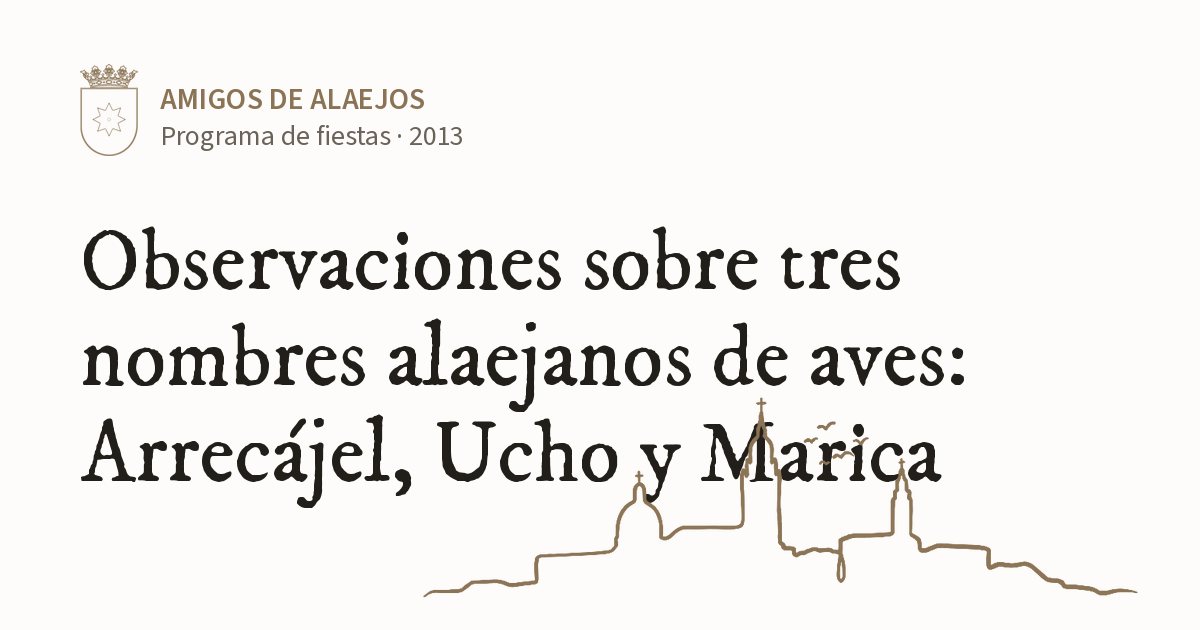 AMIGOS DE ALAEJOS
Programa de fiestas · 2013
Observaciones sobre tres
nombres alaejanos de aves:
Arrecájel, Ucho y Marica